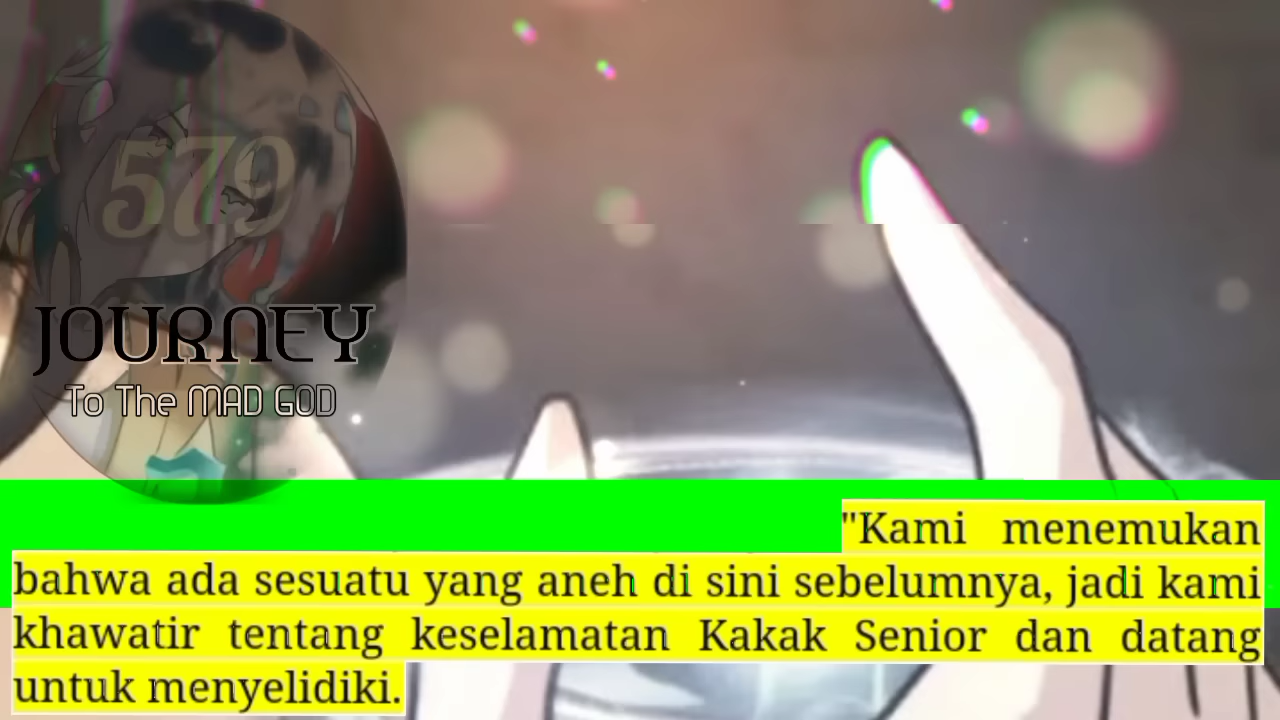 579
JOURNEY
To The MAD GOD
"Kami menemukan
bahwa ada sesuatu yang aneh di sini sebelumnya, jadi kami
khawatir tentang keselamatan Kakak Senior dan datang
untuk menyelidiki.